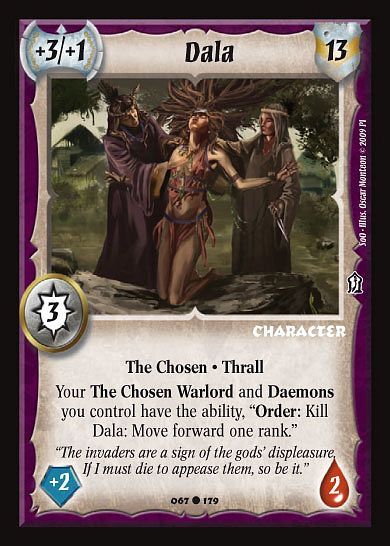 +3/+1
Dala
13
S&D - Illus. Oscar Monteon © 2009 PI
3
CHARACTER
The Chosen • Thrall
Your The Chosen Warlord and Daemons
you control have the ability, “Order: Kill
Dala: Move forward one rank.”
“The invaders are a sign of the gods’ displeasure.
If I must die to appease them, so be it.”
+2
067 ● 179
2